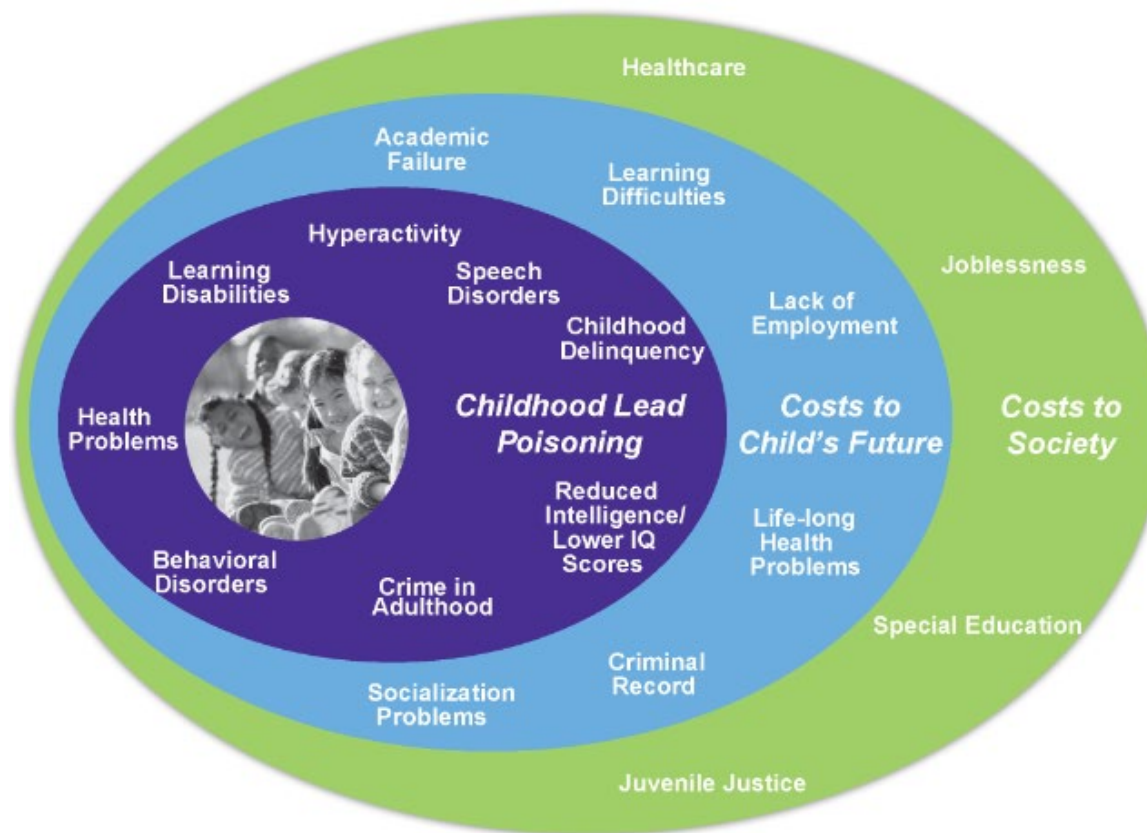 Healthcare
Academic
Failure
Learning
Difficulties
Hyperactivity
Learning
Disabilities
Speech
Disorders
Joblessness
Lack of
Employment
Childhood
Delinquency
Health
Problems
Childhood Lead
Poisoning
Costs to
Child's Future
Costs to
Society
Reduced
Intelligence/
Lower IQ
Scores
Life-long
Health
Problems
Behavioral
Disorders
Crime in
Adulthood
Special Education
Criminal
Record
Socialization
Problems
Juvenile Justice